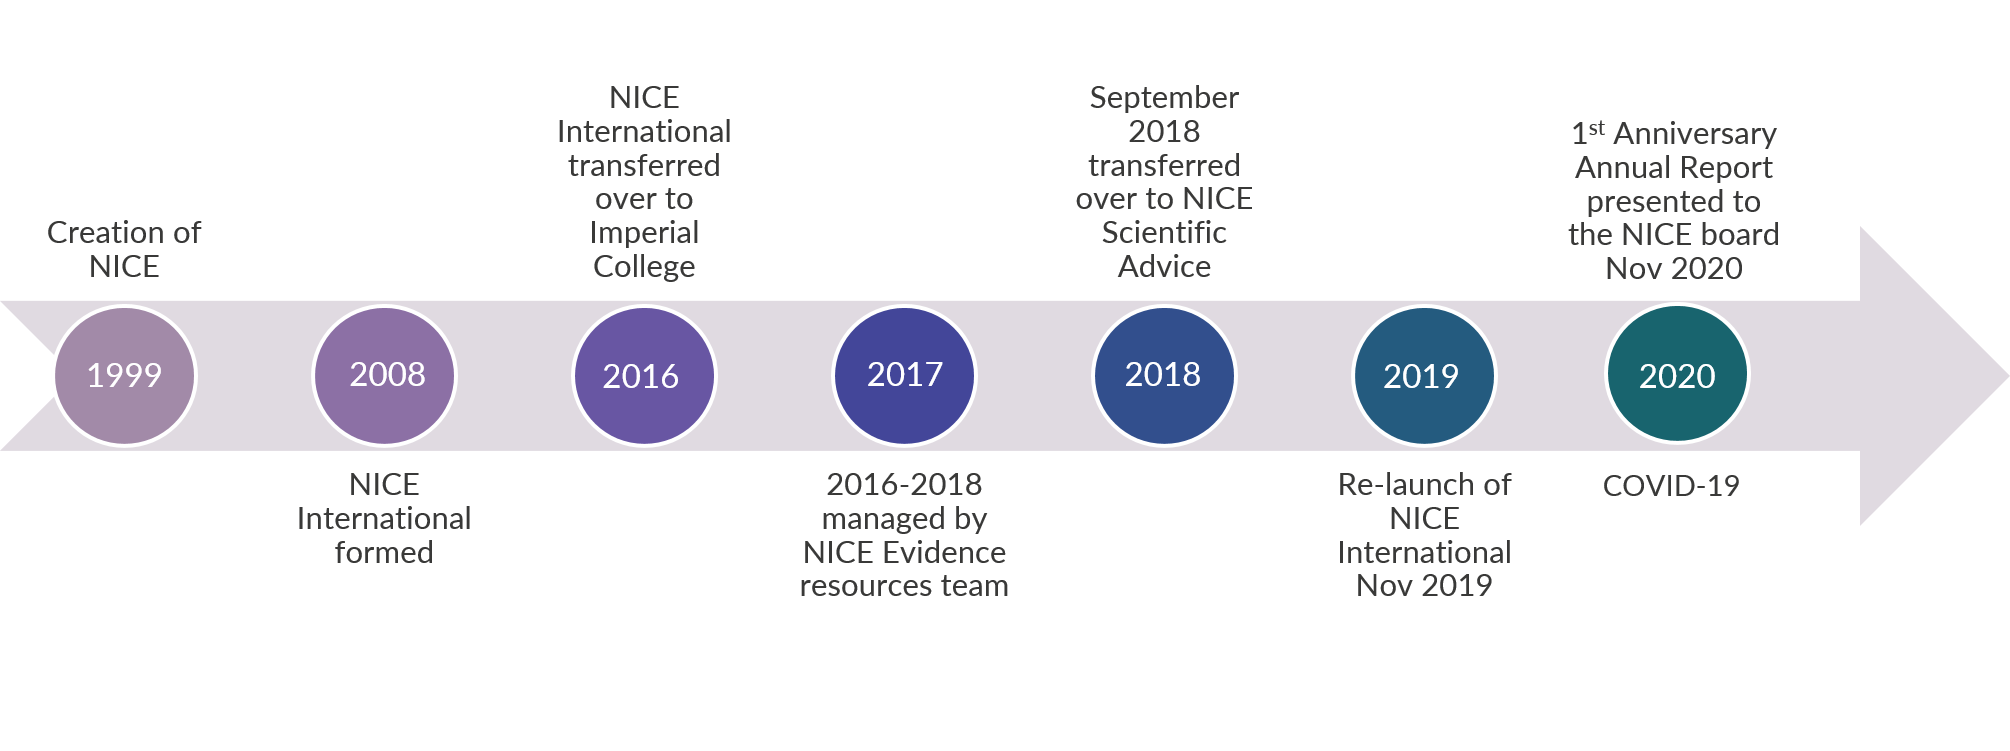 Creation of
NICE
1999
2008
NICE
International
formed
NICE
International
transferred
over to
Imperial
College
2016
2017
2016-2018
managed by
NICE Evidence
resources team
September
2018
transferred
over to NICE
Scientific
Advice
2018
2019
Re-launch of
NICE
International
Nov 2019
1st Anniversary
Annual Report
presented to
the NICE board
Nov 2020
2020
COVID-19